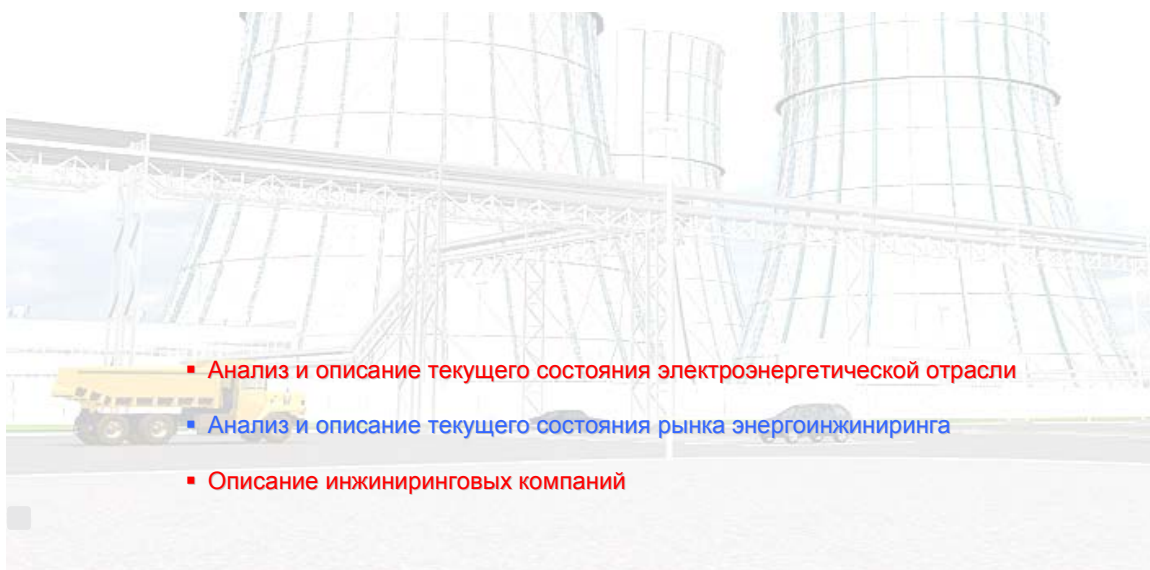 ▪ Анализ и описание текущего состояния электроэнергетической отрасли
▪ Анализ и описание текущего состояния рынка энергоинжиниринга
▪ Описание инжиниринговых компаний